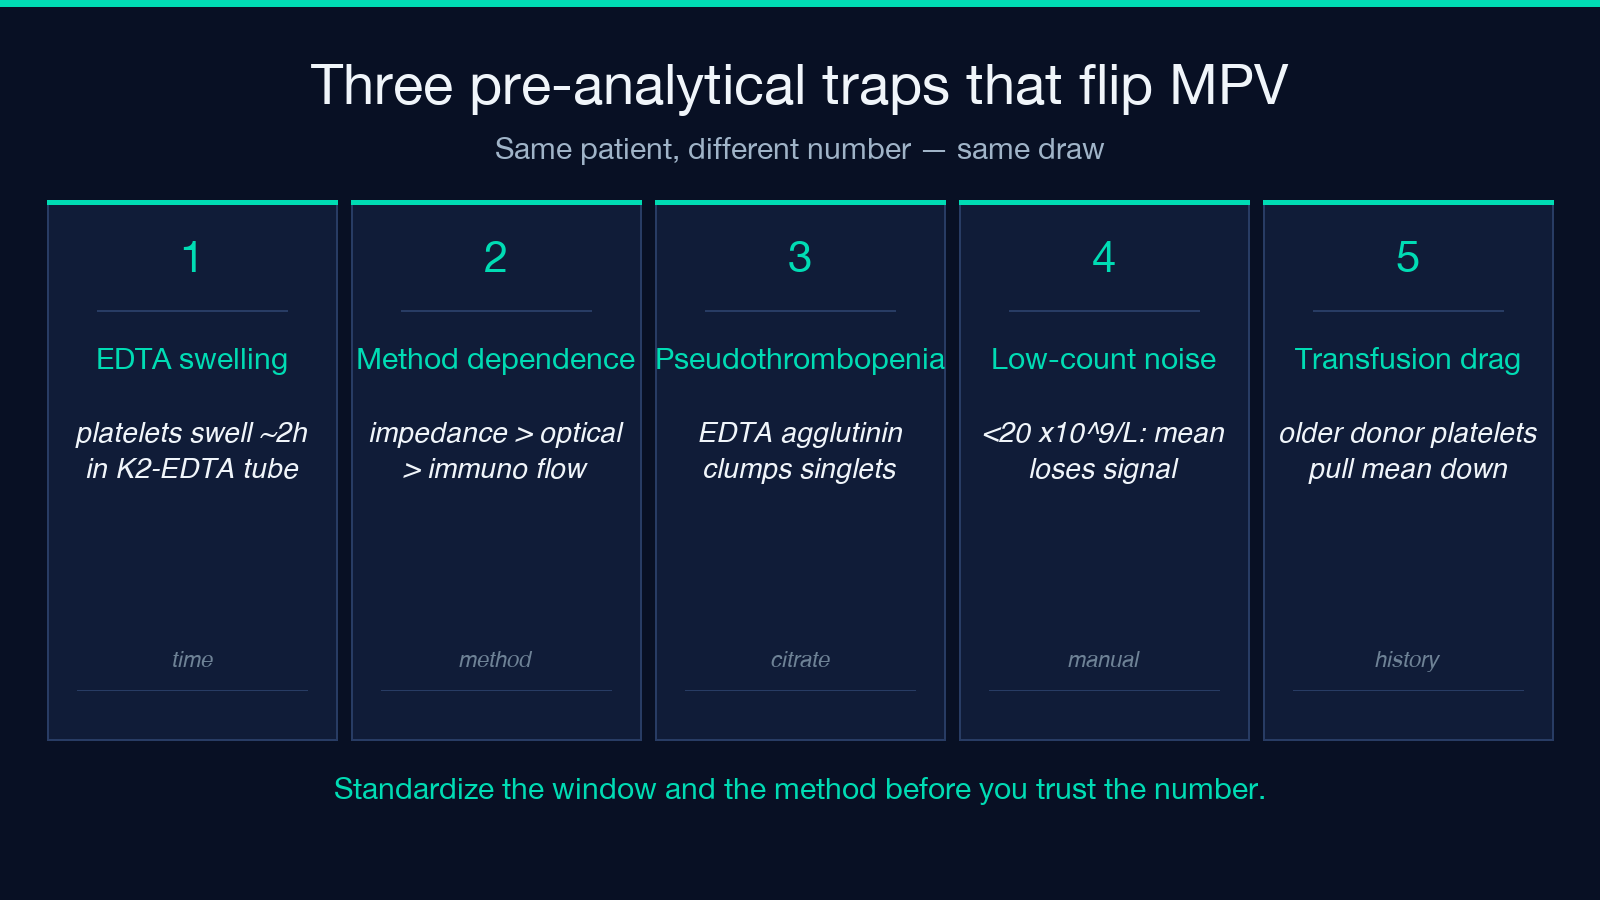 Three pre-analytical traps that flip MPV
Same patient, different number — same draw
1
EDTA swelling
platelets swell ~2h
in K2-EDTA tube
time
2
Method dependence
impedance > optical
> immuno flow
method
3
Pseudothrombopenia
EDTA agglutinin
clumps singlets
citrate
4
Low-count noise
<20 x10^9/L: mean
loses signal
manual
5
Transfusion drag
older donor platelets
pull mean down
history
Standardize the window and the method before you trust the number.